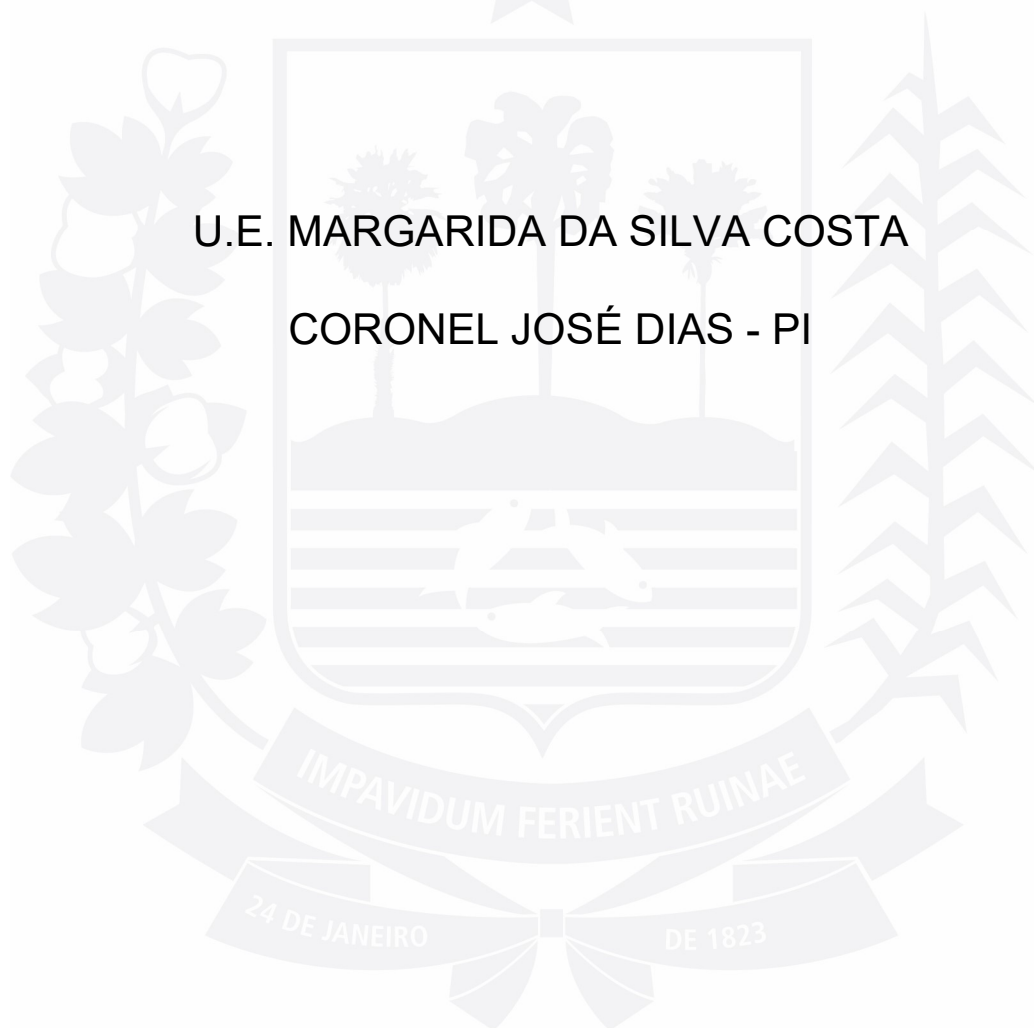 U.E. MARGARIDA DA SILVA COSTA
CORONEL JOSÉ DIAS - PI
IMPAVIDUM FERIENT RUINAE
24 DE JANEIRO DE 1823